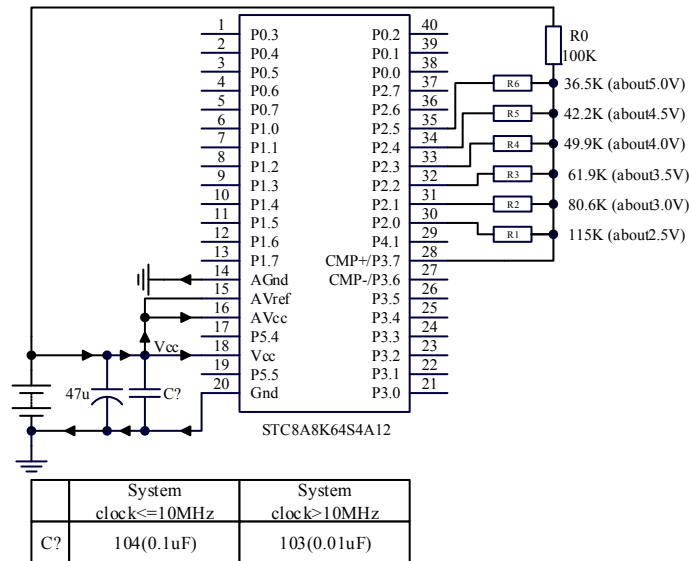 1 P0.3 P0.2 40
2 P0.4 P0.1 39
3 P0.5 P0.0 38
4 P0.6 P2.7 37
5 P0.7 P2.6 36
6 P1.0 P2.5 35
7 P1.1 P2.4 34
8 P1.2 P2.3 33
9 P1.3 P2.2 32
10 P1.4 P2.1 31
11 P1.5 P2.0 30
12 P1.6 P4.1 29
13 P1.7 CMP+/P3.7 28
14 AGnd CMP-/P3.6 27
15 AVref P3.5 26
16 AVcc P3.4 25
17 P5.4 P3.3 24
18 Vcc P3.2 23
19 P5.5 P3.1 22
20 Gnd P3.0 21
R0
100K
R6 36.5K (about5.0V)
R5 42.2K (about4.5V)
R4 49.9K (about4.0V)
R3 61.9K (about3.5V)
R2 80.6K (about3.0V)
R1 115K (about2.5V)
Vcc
47u C?
STC8A8K64S4A12
System System
clock<=10MHz clock>10MHz
C? 104(0.1uF) 103(0.01uF)